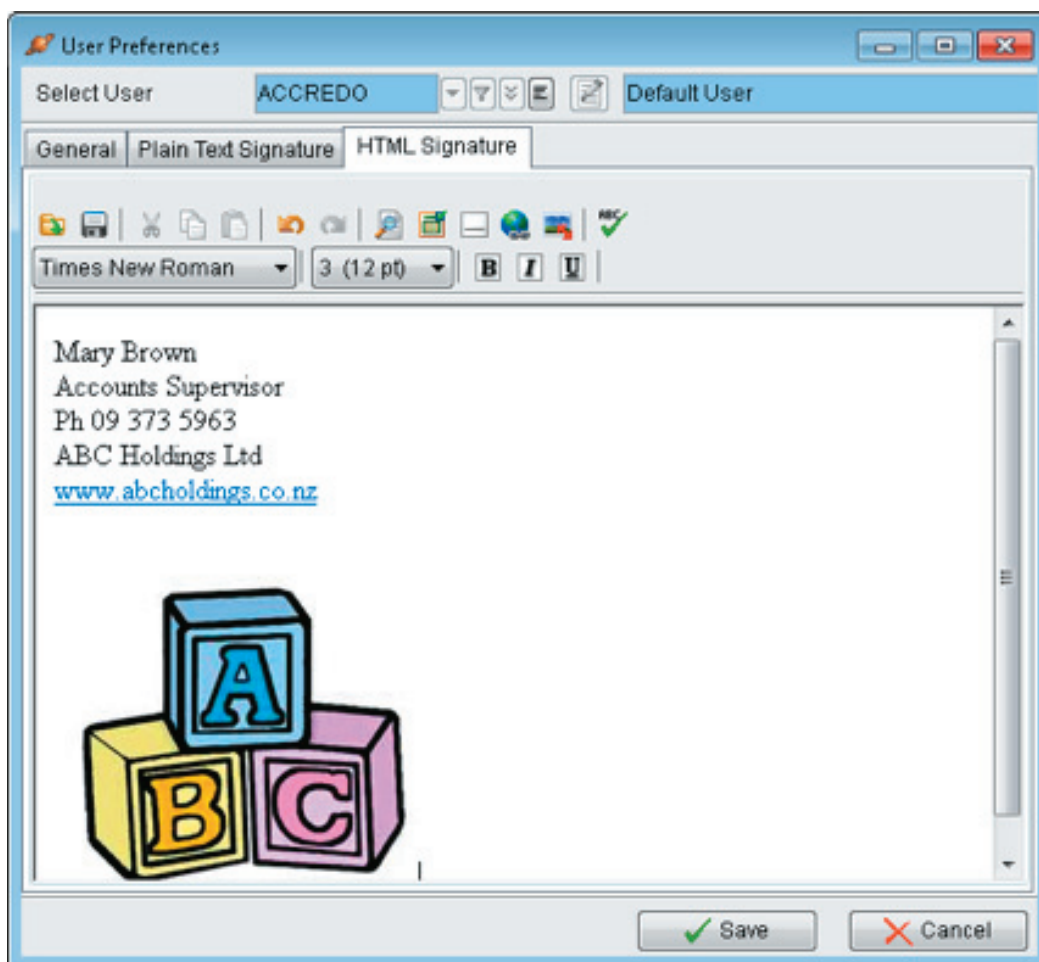 User Preferences
Select User ACCREDO Default User
General Plain Text Signature HTML Signature
ABC
Times New Roman 3 (12 pt) B I U
Mary Brown
Accounts Supervisor
Ph 09 373 5963
ABC Holdings Ltd
www.abcholdings.co.nz
A
B C
Save Cancel